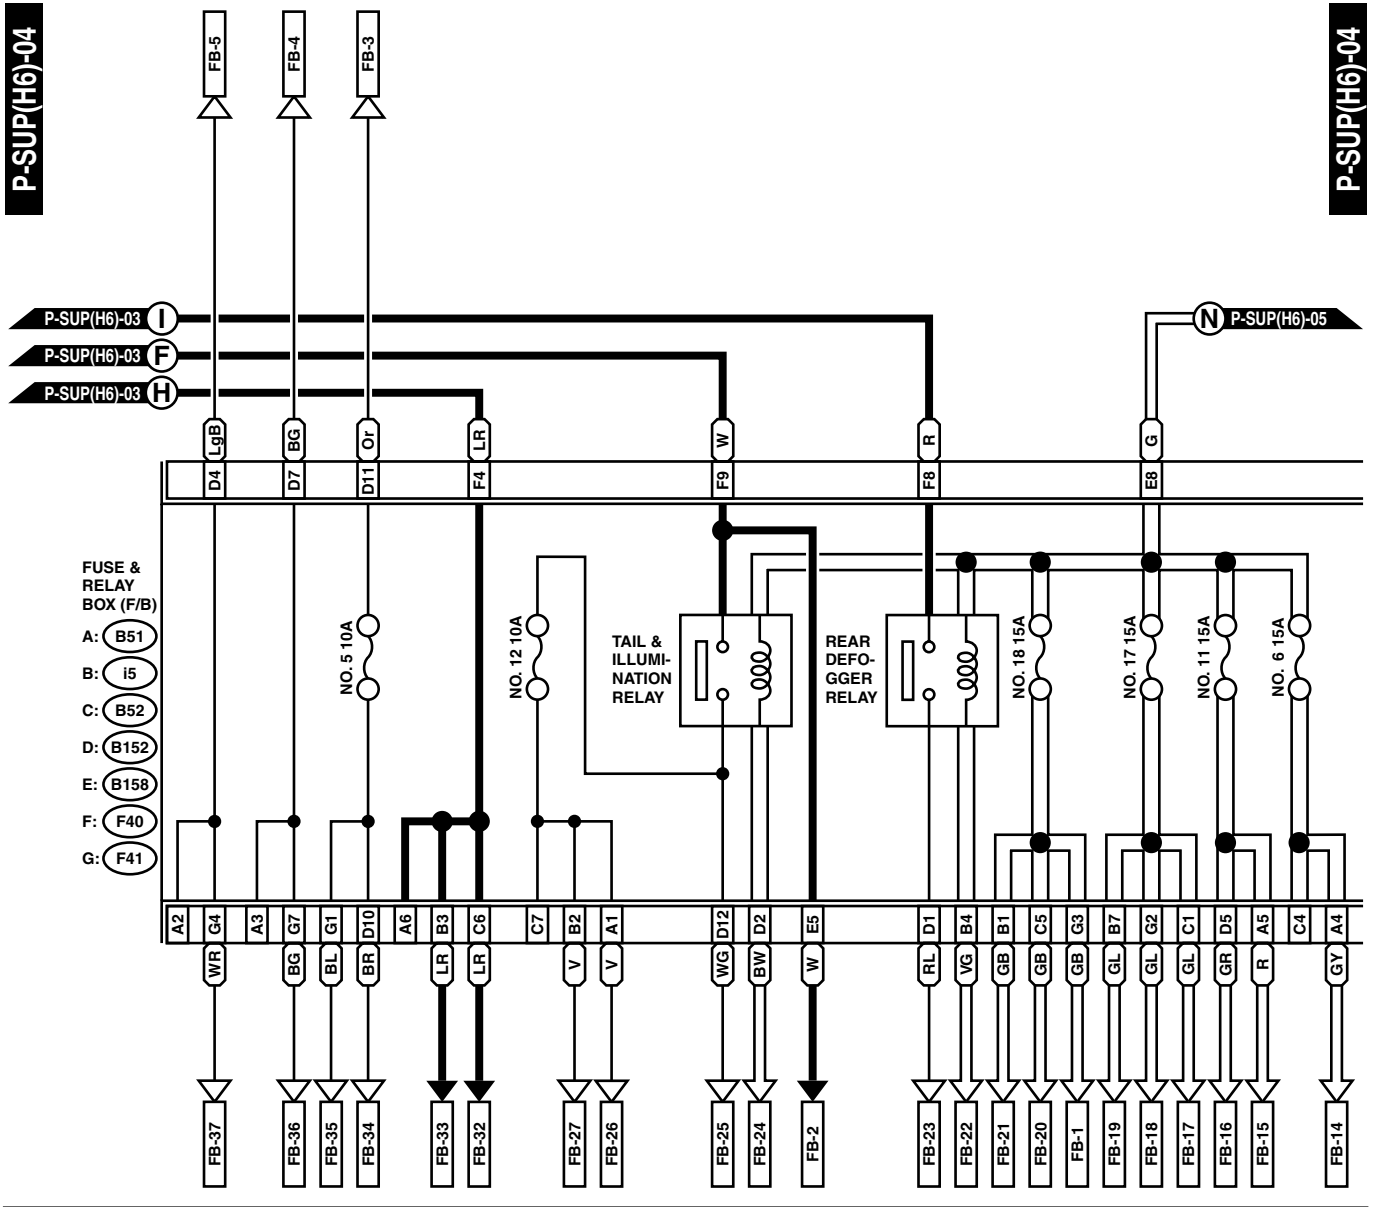 P-SUP(H6)-04
P-SUP(H6)-04
FB-5
FB-4
FB-3
P-SUP(H6)-03 I
P-SUP(H6)-03 F
P-SUP(H6)-03 H
N P-SUP(H6)-05
LgB
BG
Or
LR
W
R
G
D4
D7
D11
F4
F9
F8
E8
FUSE &
RELAY
BOX (F/B)
A: B51
B: i5
C: B52
D: B152
E: B158
F: F40
G: F41
NO. 5 10A
NO. 12 10A
TAIL &
ILLUMI-
NATION
RELAY
REAR
DEFO-
GGER
RELAY
NO. 18 15A
NO. 17 15A
NO. 11 15A
NO. 6 15A
A2
G4
A3
G7
G1
D10
A6
B3
C6
C7
B2
A1
D12
D2
E5
D1
B4
B1
C5
G3
B7
G2
C1
D5
A5
C4
A4
WR
BG
BL
BR
LR
LR
V
V
WG
BW
W
RL
VG
GB
GB
GB
GL
GL
GL
GR
R
GY
FB-37
FB-36
FB-35
FB-34
FB-33
FB-32
FB-27
FB-26
FB-25
FB-24
FB-2
FB-23
FB-22
FB-21
FB-20
FB-1
FB-19
FB-18
FB-17
FB-16
FB-15
FB-14